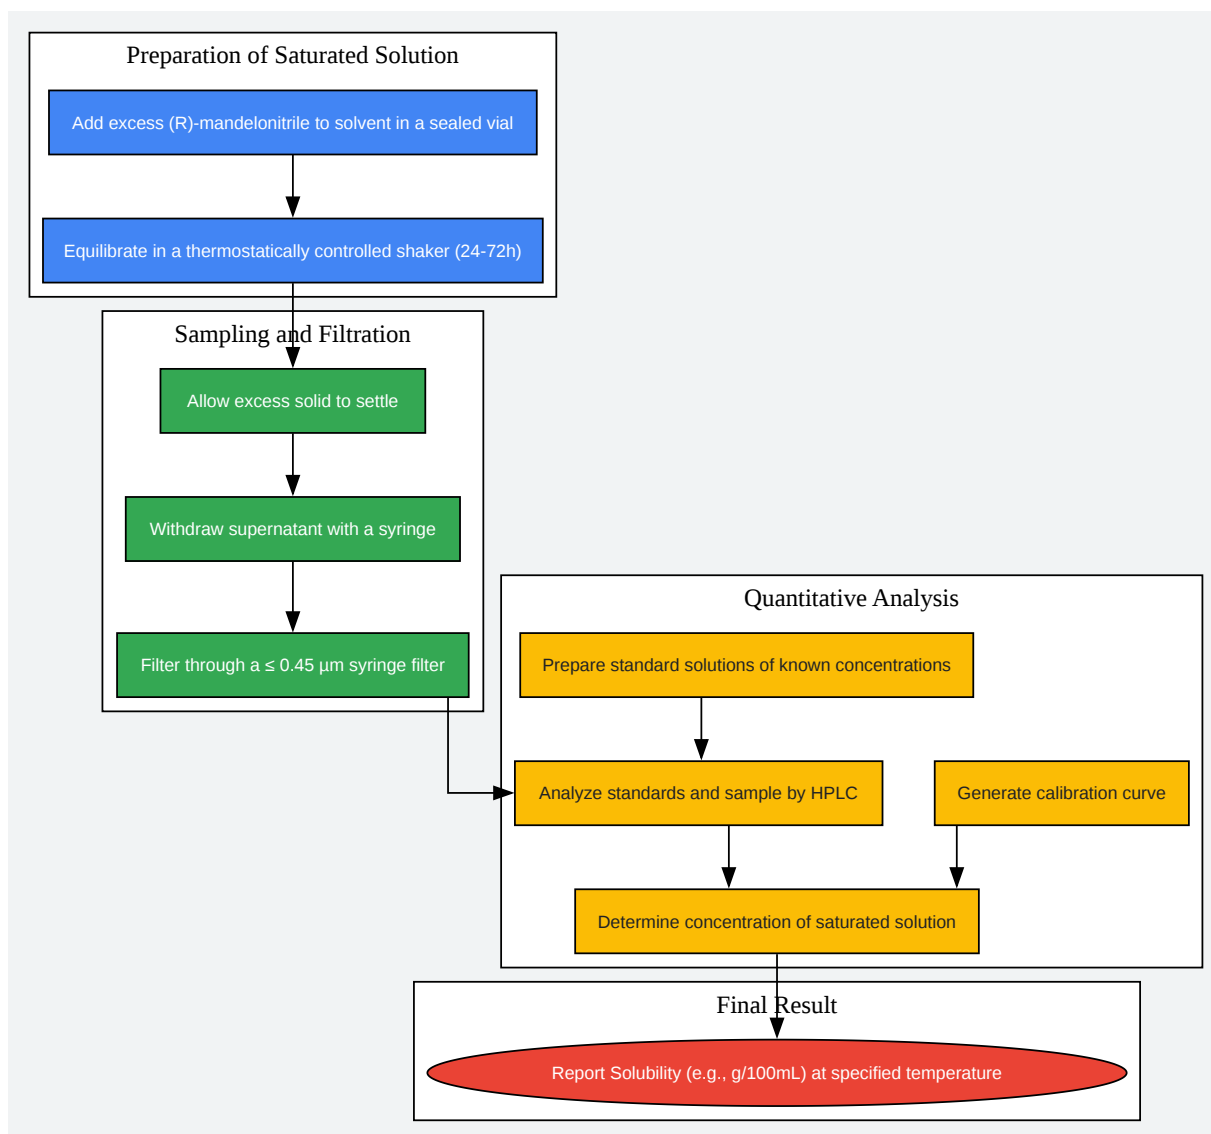 Preparation of Saturated Solution
Add excess (R)-mandelonitrile to solvent in a sealed vial
Equilibrate in a thermostatically controlled shaker (24-72h)
Sampling and Filtration
Allow excess solid to settle
Withdraw supernatant with a syringe
Filter through a ≤ 0.45 µm syringe filter
Quantitative Analysis
Prepare standard solutions of known concentrations
Analyze standards and sample by HPLC
Generate calibration curve
Determine concentration of saturated solution
Final Result
Report Solubility (e.g., g/100mL) at specified temperature